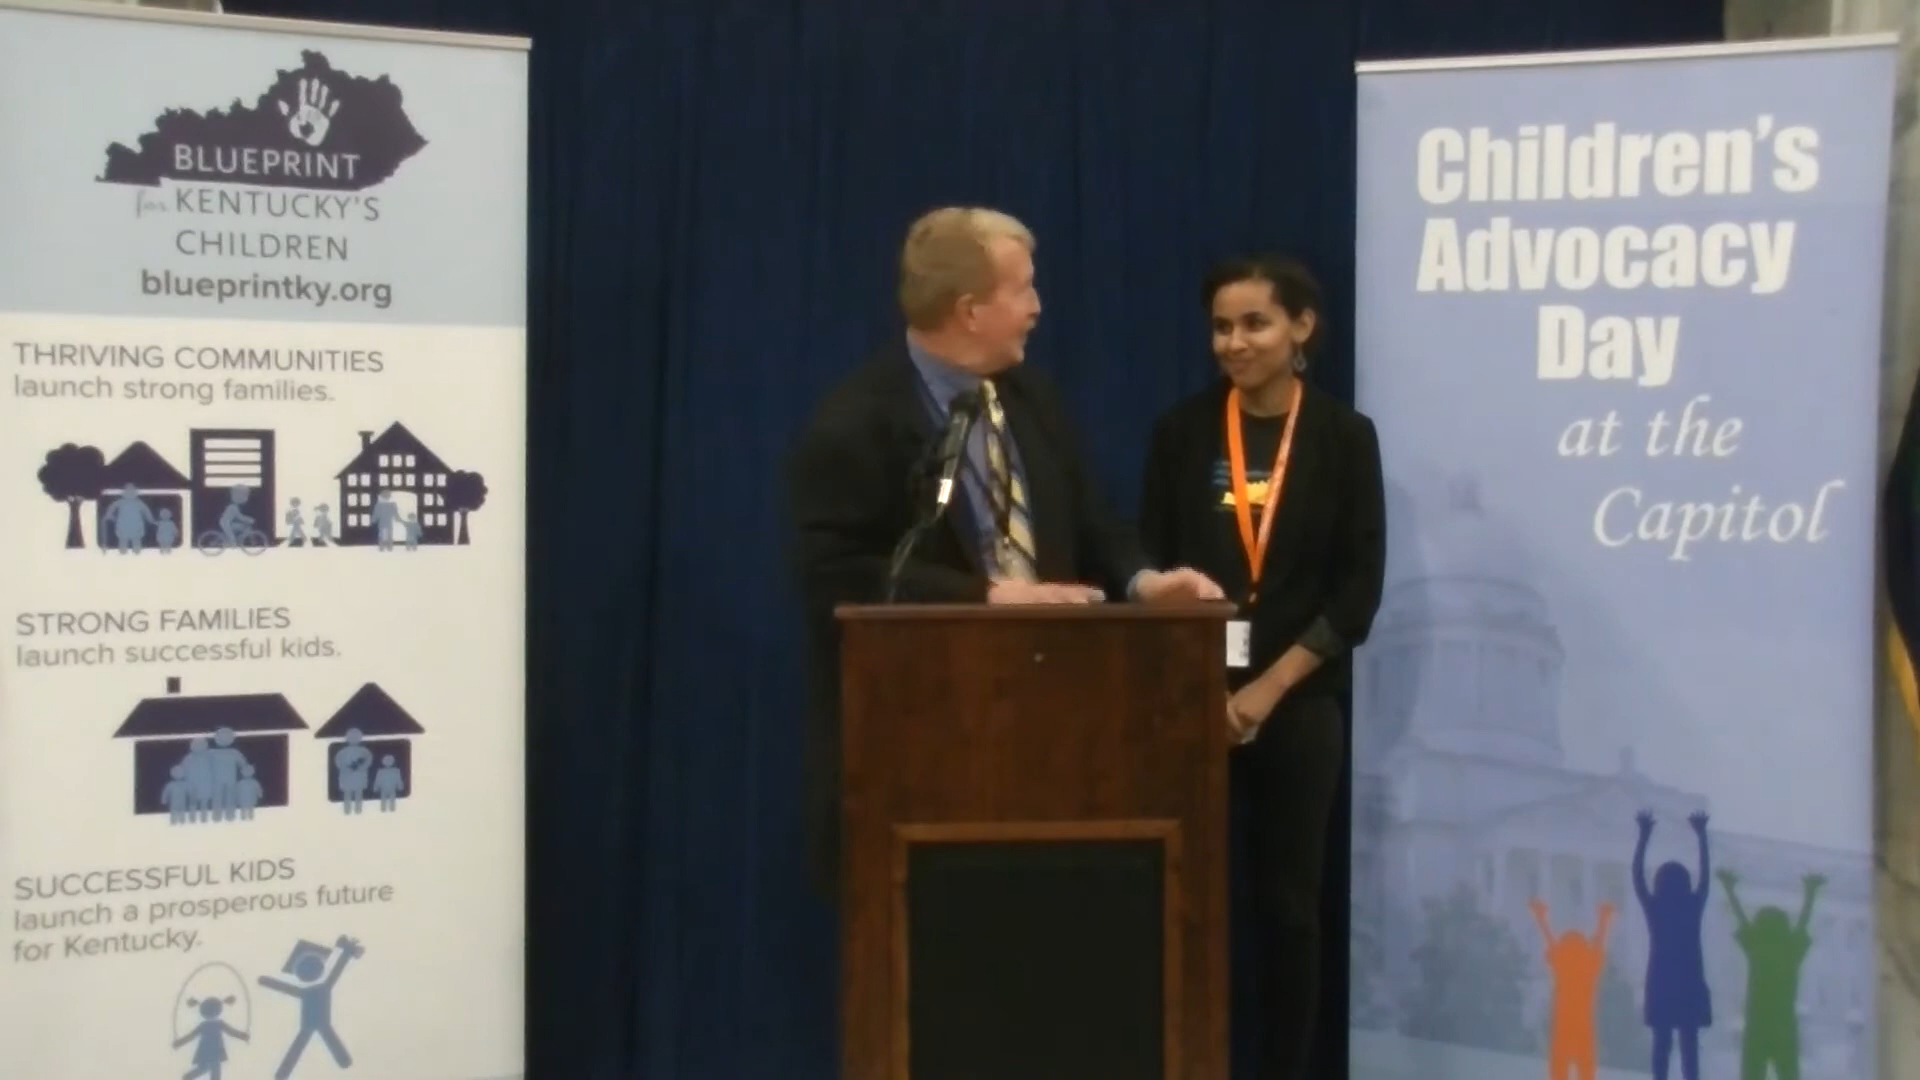 BLUEPRINT
for KENTUCKY'S
CHILDREN
blueprintky.org
THRIVING COMMUNITIES
launch strong families.
STRONG FAMILIES
launch successful kids.
SUCCESSFUL KIDS
launch a prosperous future
for Kentucky.
Children's
Advocacy
Day
at the
Capitol